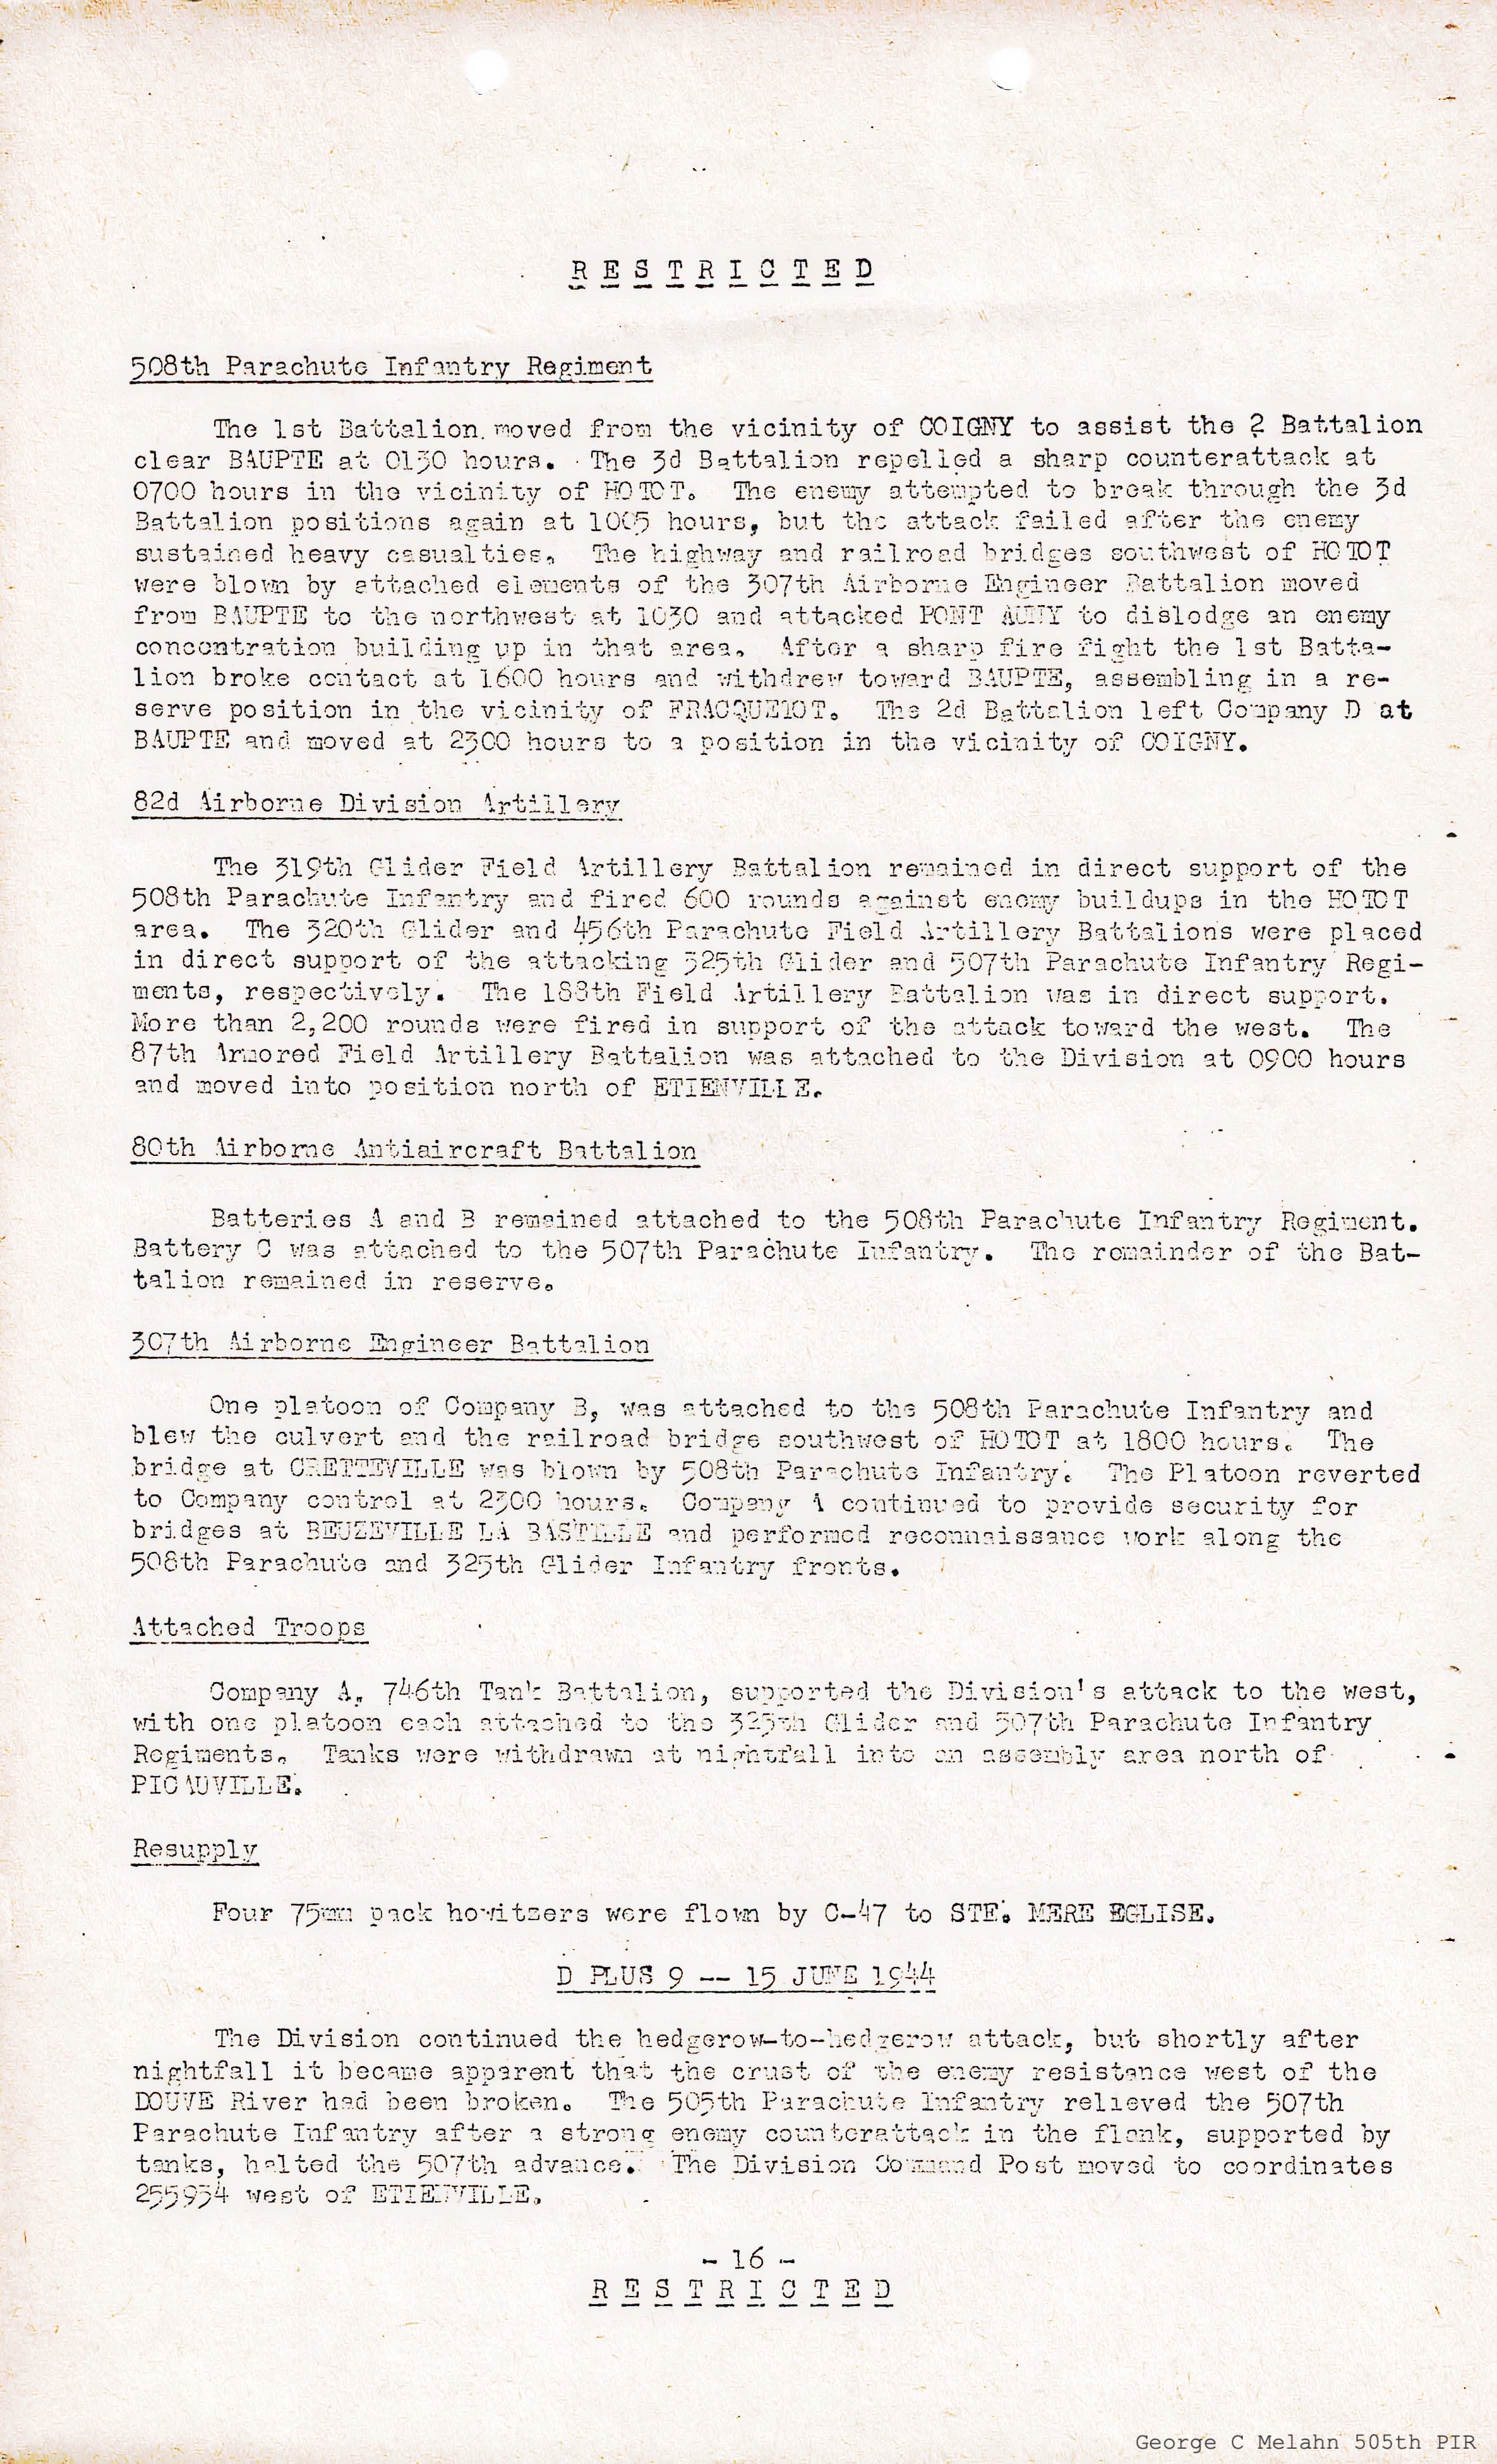 R E S T R I C T E D
508th Parachute Infantry Regiment
The 1st Battalion moved from the vicinity of COIGNY to assist the 2 Battalion
clear BAUPTE at 0130 hours. The 3d Battalion repelled a sharp counterattack at
0700 hours in the vicinity of HOTOT. The enemy attempted to break through the 3d
Battalion positions again at 1005 hours, but the attack failed after the enemy
sustained heavy casualties. The highway and railroad bridges southwest of HOTOT
were blown by attached elements of the 307th Airborne Engineer Battalion moved
from BAUPTE to the northwest at 1030 and attacked PONT AUNY to dislodge an enemy
concentration building up in that area. After a sharp fire fight the 1st Batta-
lion broke contact at 1600 hours and withdrew toward BAUPTE, assembling in a re-
serve position in the vicinity of FRACQUETOT. The 2d Battalion left Company D at
BAUPTE and moved at 2300 hours to a position in the vicinity of COIGNY.
82d Airborne Division Artillery
The 319th Glider Field Artillery Battalion remained in direct support of the
508th Parachute Infantry and fired 600 rounds against enemy buildups in the HOTOT
area. The 320th Glider and 456th Parachute Field Artillery Battalions were placed
in direct support of the attacking 325th Glider and 507th Parachute Infantry Regi-
ments, respectively. The 188th Field Artillery Battalion was in direct support.
More than 2,200 rounds were fired in support of the attack toward the west. The
87th Armored Field Artillery Battalion was attached to the Division at 0900 hours
and moved into position north of ETIENVILLE.
80th Airborne Antiaircraft Battalion
Batteries A and B remained attached to the 508th Parachute Infantry Regiment.
Battery C was attached to the 507th Parachute Infantry. The remainder of the Bat-
talion remained in reserve.
307th Airborne Engineer Battalion
One platoon of Company B, was attached to the 508th Parachute Infantry and
blew the culvert and the railroad bridge southwest of HOTOT at 1800 hours. The
bridge at CRETTEVILLE was blown by 508th Parachute Infantry. The Platoon reverted
to Company control at 2300 hours. Company A continued to provide security for
bridges at BEUZEVILLE LA BASTILLE and performed reconnaissance work along the
508th Parachute and 325th Glider Infantry fronts.
Attached Troops
Company A, 746th Tank Battalion, supported the Division's attack to the west,
with one platoon each attached to the 325th Glider and 507th Parachute Infantry
Regiments. Tanks were withdrawn at nightfall into an assembly area north of
PICAUVILLE.
Resupply
Four 75mm pack howitzers were flown by C-47 to STE. MERE EGLISE.
D PLUS 9 -- 15 JUNE 1944
The Division continued the hedgerow-to-hedgerow attack, but shortly after
nightfall it became apparent that the crust of the enemy resistance west of the
DOUVE River had been broken. The 505th Parachute Infantry relieved the 507th
Parachute Infantry after a strong enemy counterattack in the flank, supported by
tanks, halted the 507th advance. The Division Command Post moved to coordinates
255934 west of ETIENVILLE.
- 16 -
R E S T R I C T E D
George C Melahn 505th PIR